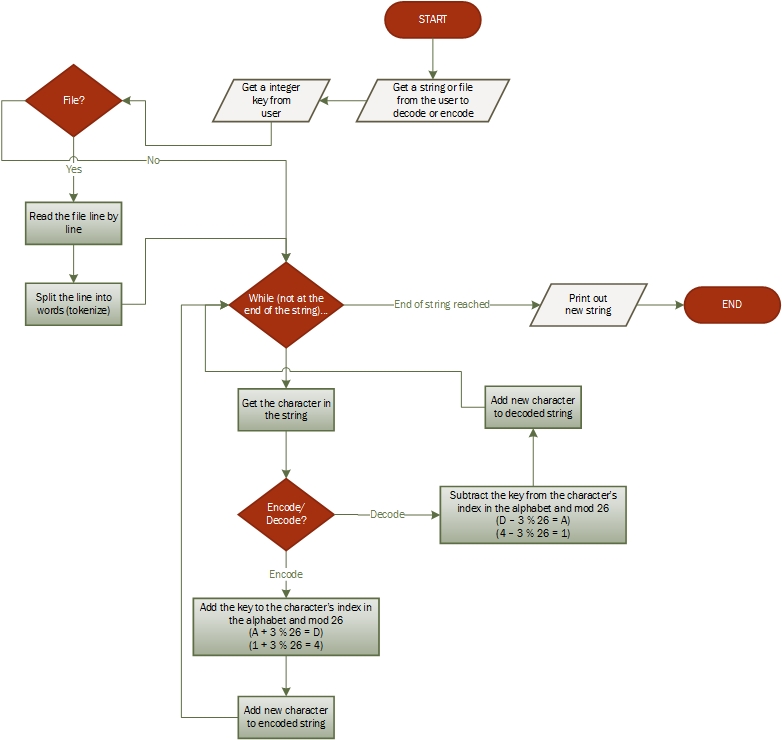 START
Get a string or file
from the user to
decode or encode
Get a integer
key from
user
File?
No
Yes
Read the file line by
line
Split the line into
words (tokenize)
While (not at the
end of the string)...
End of string reached
Print out
new string
END
Get the character in
the string
Add new character
to decoded string
Encode/
Decode?
Decode
Subtract the key from the character's
index in the alphabet and mod 26
(D – 3 % 26 = A)
(4 – 3 % 26 = 1)
Encode
Add the key to the character's index in
the alphabet and mod 26
(A + 3 % 26 = D)
(1 + 3 % 26 = 4)
Add new character
to encoded string